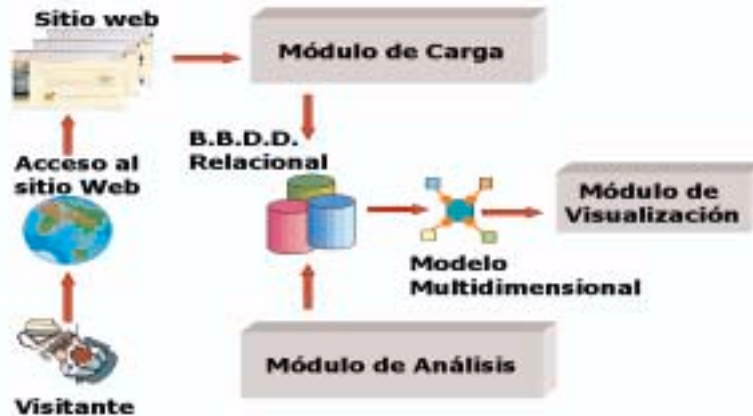 Sitio web
Módulo de Carga
B.B.D.D.
Relacional
Acceso al
sitio Web
Módulo de
Visualización
Modelo
Multidimensional
Módulo de Análisis
Visitante